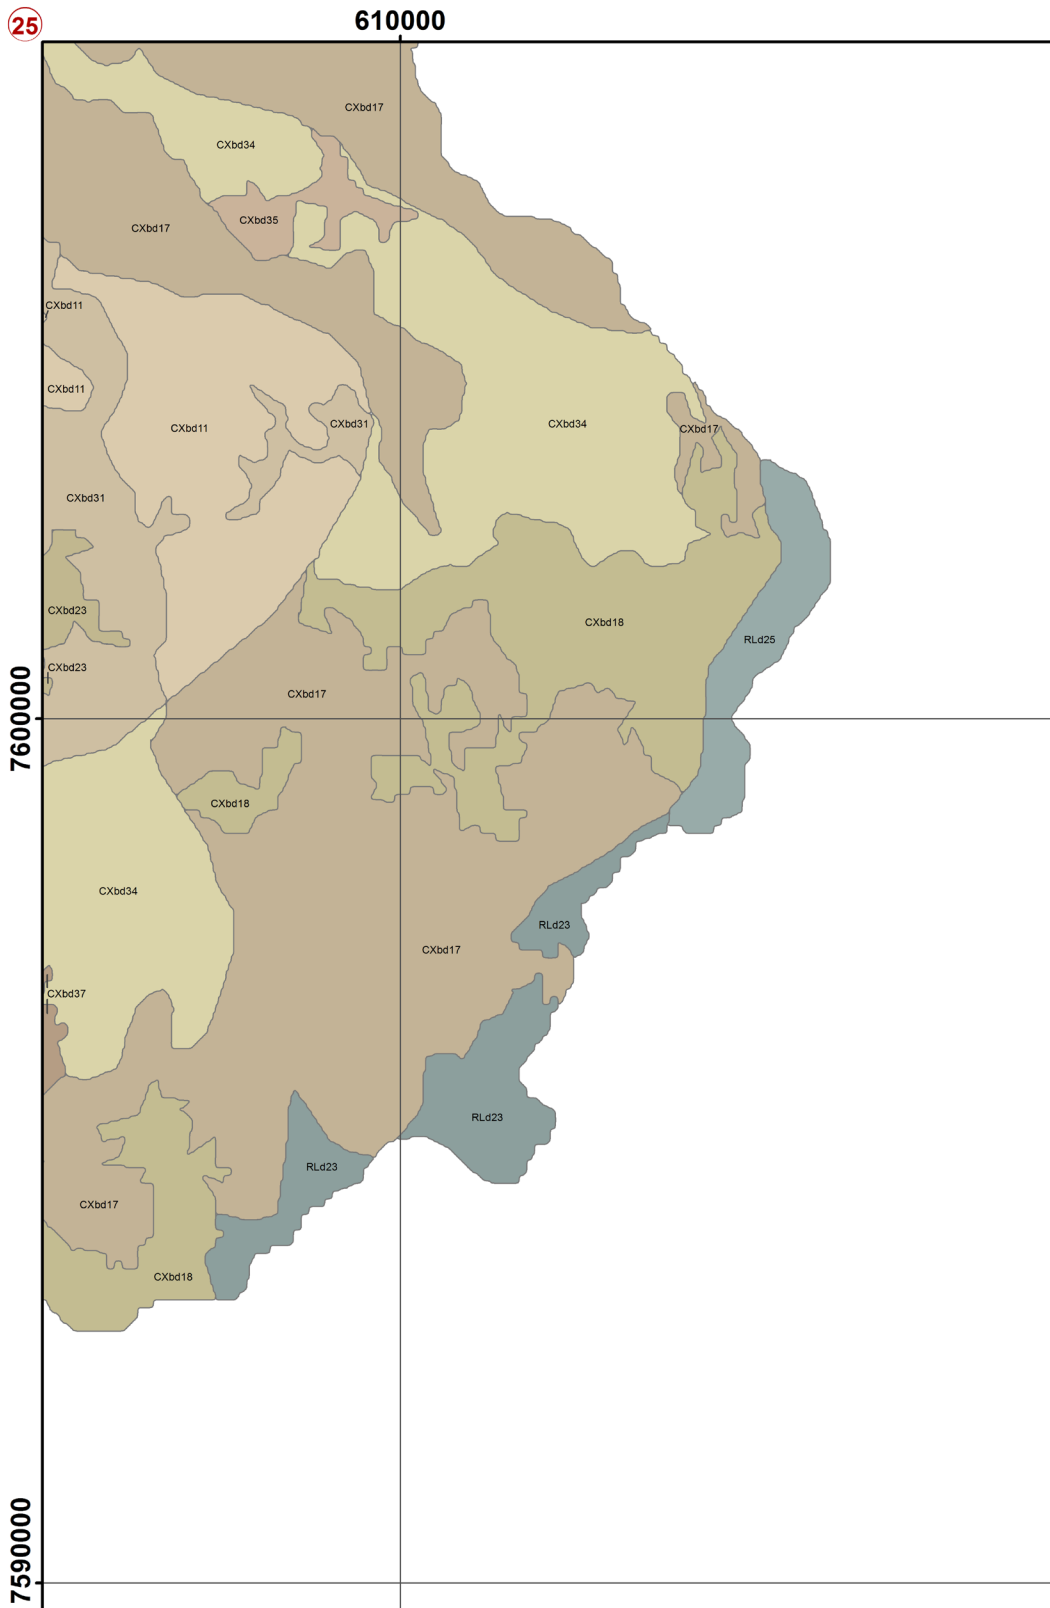 25
610000
CXbd17
CXbd34
CXbd35
CXbd17
CXbd11
CXbd11
CXbd11
CXbd31
CXbd34
CXbd17
CXbd31
CXbd23
CXbd18
RLd25
CXbd23
CXbd17
7600000
CXbd18
CXbd34
RLd23
CXbd17
CXbd37
RLd23
RLd23
CXbd17
CXbd18
7590000